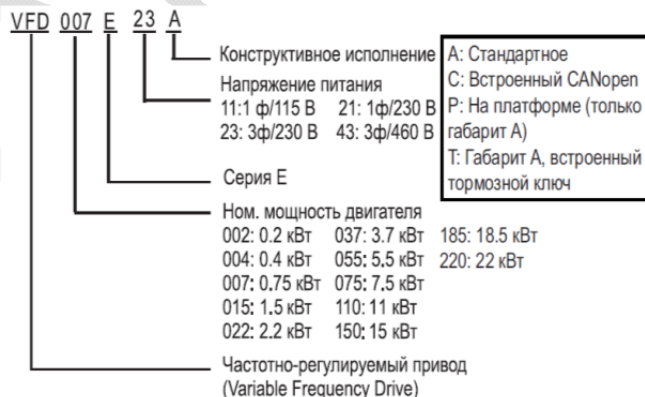 VFD 007 E 23 A
Конструктивное исполнение
Напряжение питания
11:1 ф/115 В 21: 1ф/230 В
23: 3ф/230 В 43: 3ф/460 В
A: Стандартное
C: Встроенный CANopen
P: На платформе (только
габарит А)
T: Габарит А, встроенный
тормозной ключ
Серия Е
Ном. мощность двигателя
002: 0.2 кВт 037: 3.7 кВт 185: 18.5 кВт
004: 0.4 кВт 055: 5.5 кВт 220: 22 кВт
007: 0.75 кВт 075: 7.5 кВт
015: 1.5 кВт 110: 11 кВт
022: 2.2 кВт 150: 15 кВт
Частотно-регулируемый привод
(Variable Frequency Drive)